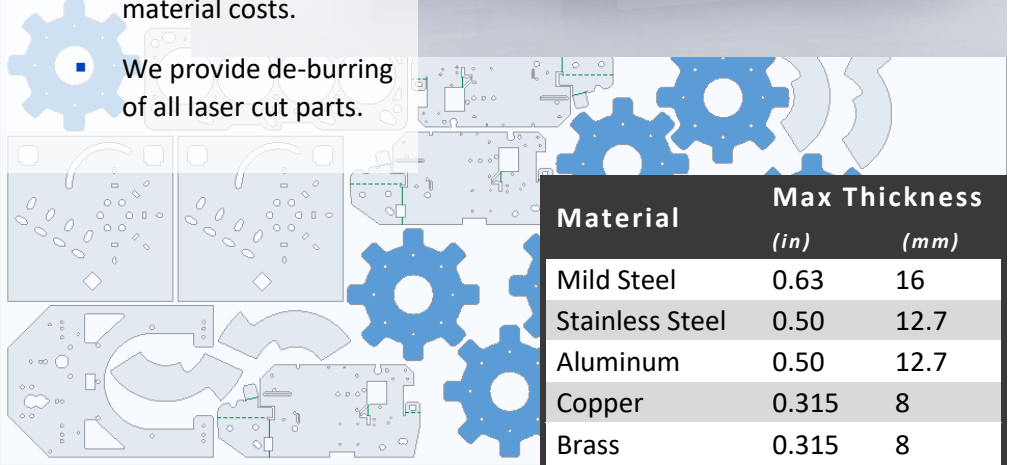 material costs.
▪ We provide de-burring
of all laser cut parts.
Material Max Thickness
(in) (mm)
Mild Steel 0.63 16
Stainless Steel 0.50 12.7
Aluminum 0.50 12.7
Copper 0.315 8
Brass 0.315 8